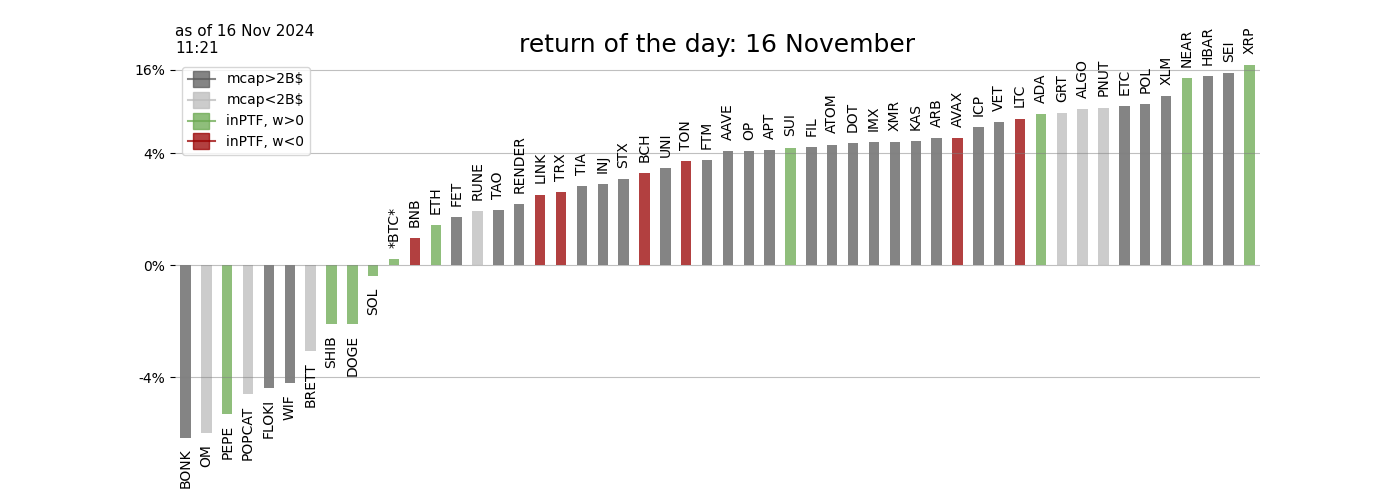 as of 16 Nov 2024
11:21
return of the day: 16 November
mcap>2B$
mcap<2B$
inPTF, w>0
inPTF, w<0
16%
4%
0%
-4%
BONK
OM
PEPE
POPCAT
FLOKI
WIF
BRETT
SHIB
DOGE
SOL
*BTC*
BNB
ETH
FET
RUNE
TAO
RENDER
LINK
TRX
TIA
INJ
STX
BCH
UNI
TON
FTM
AAVE
OP
APT
SUI
FIL
ATOM
DOT
IMX
XMR
KAS
ARB
AVAX
ICP
VET
LTC
ADA
GRT
ALGO
PNUT
ETC
POL
XLM
NEAR
HBAR
SEI
XRP